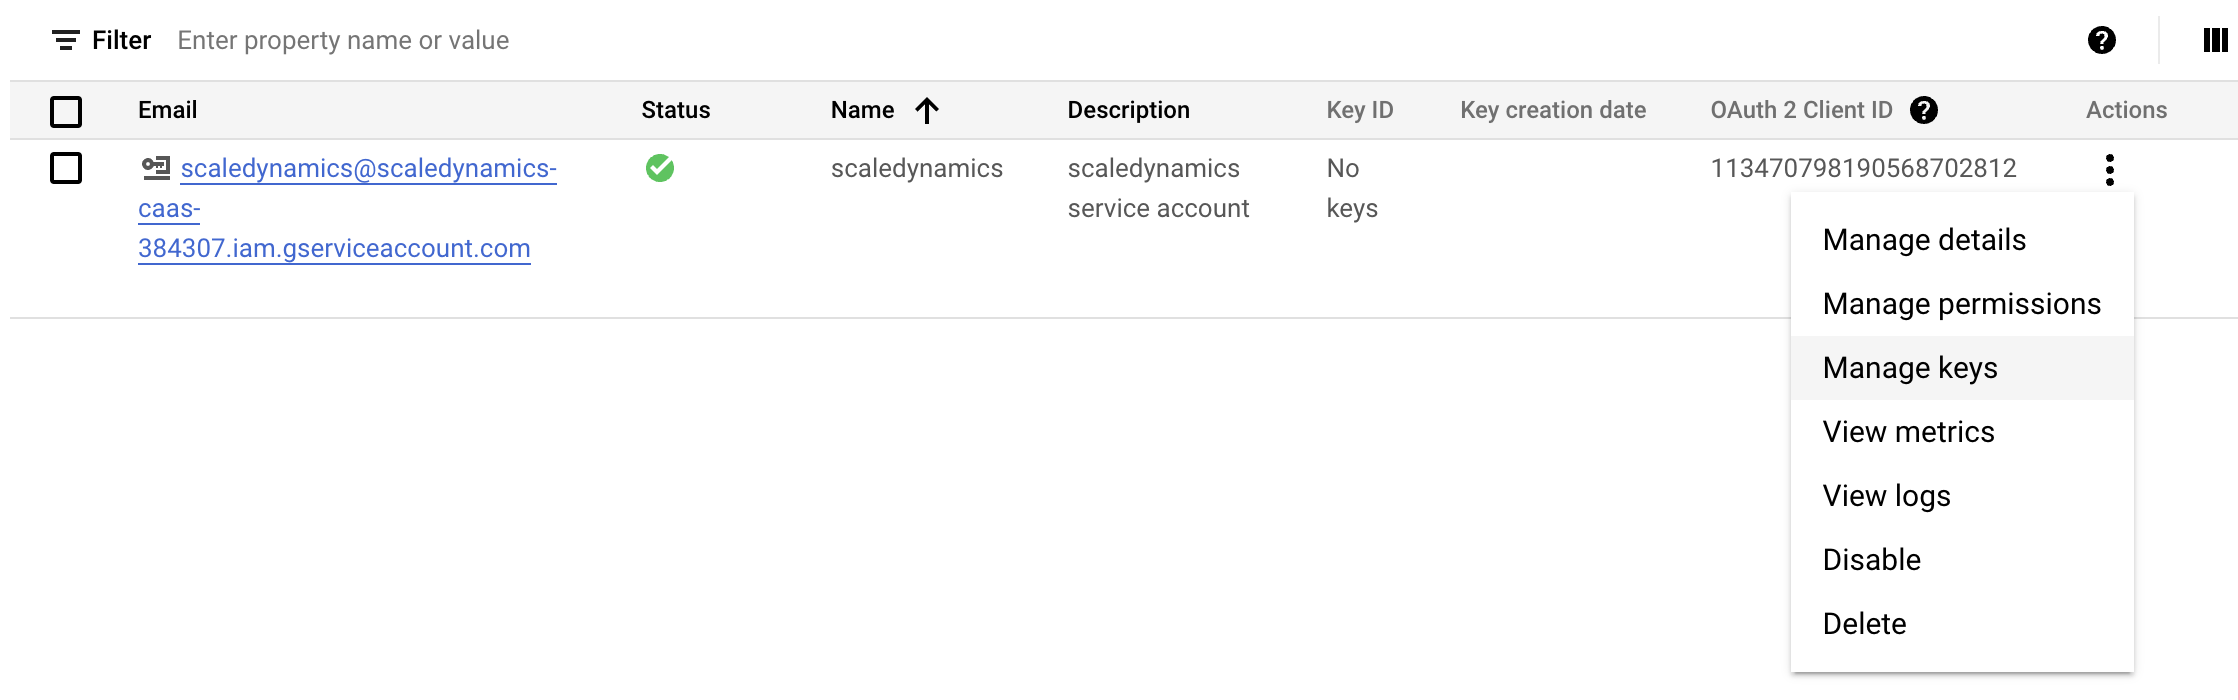 Filter Enter property name or value
Email Status Name Description Key ID Key creation date OAuth 2 Client ID Actions
scaledynamics@scaledynamics- scaledynamics scaledynamics No 113470798190568702812
caas- service account keys
384307.iam.gserviceaccount.com
Manage details
Manage permissions
Manage keys
View metrics
View logs
Disable
Delete